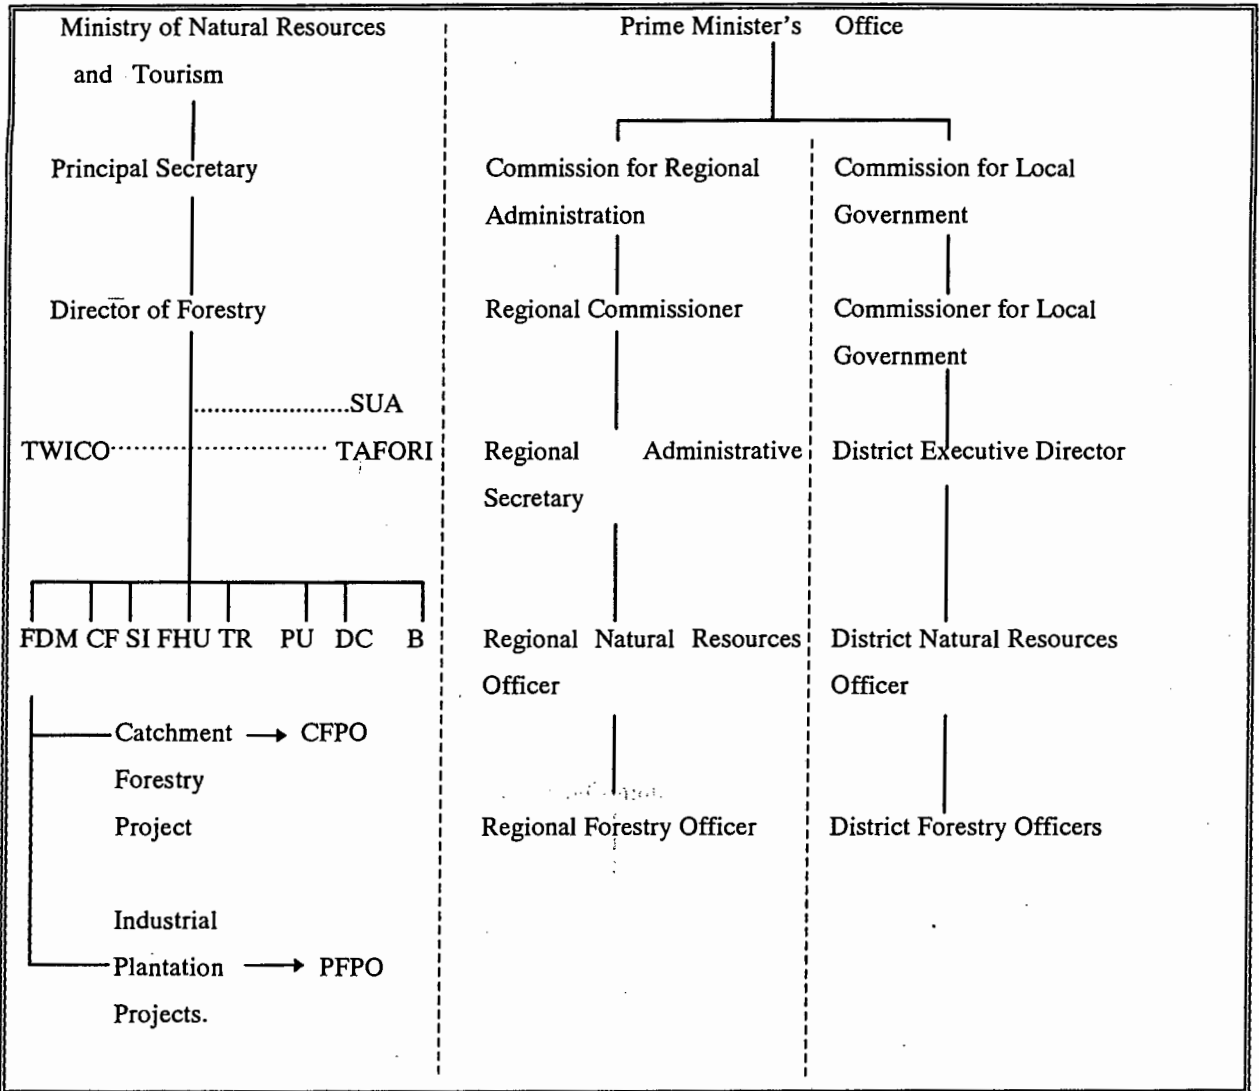 Ministry of Natural Resources
and Tourism
Principal Secretary
Director of Forestry
SUA
TWICO
TAFORI
FDM CF SI FHU TR PU DC B
Catchment
Forestry
Project
CFPO
Industrial
Plantation
Projects.
PFPO
Prime Minister's Office
Commission for Regional
Administration
Regional Commissioner
Regional Administrative
Secretary
Regional Natural Resources
Officer
Regional Forestry Officer
Commission for Local
Government
Commissioner for Local
Government
District Executive Director
District Natural Resources
Officer
District Forestry Officers